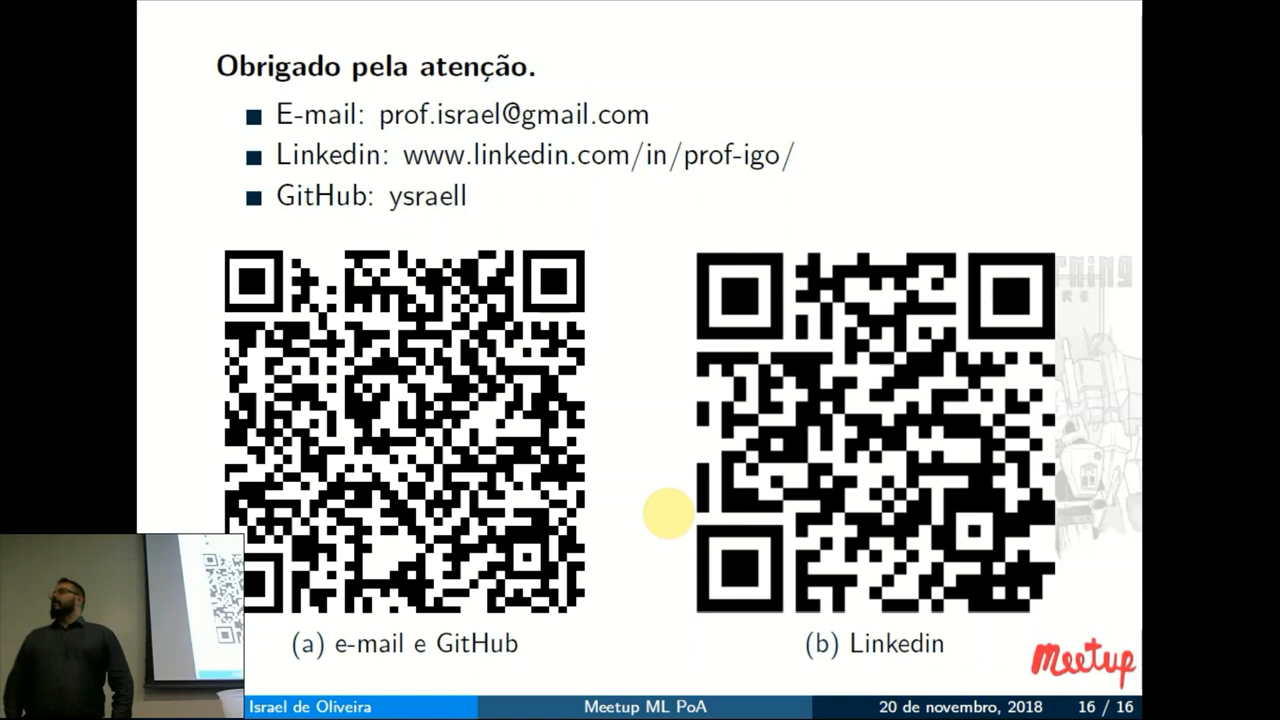 Obrigado pela atenção.
E-mail: prof.israel@gmail.com
Linkedin: www.linkedin.com/in/prof-igo/
GitHub: ysraell
(a) e-mail e GitHub
(b) Linkedin
Meetup
Israel de Oliveira
Meetup ML PoA
20 de novembro, 2018
16 / 16